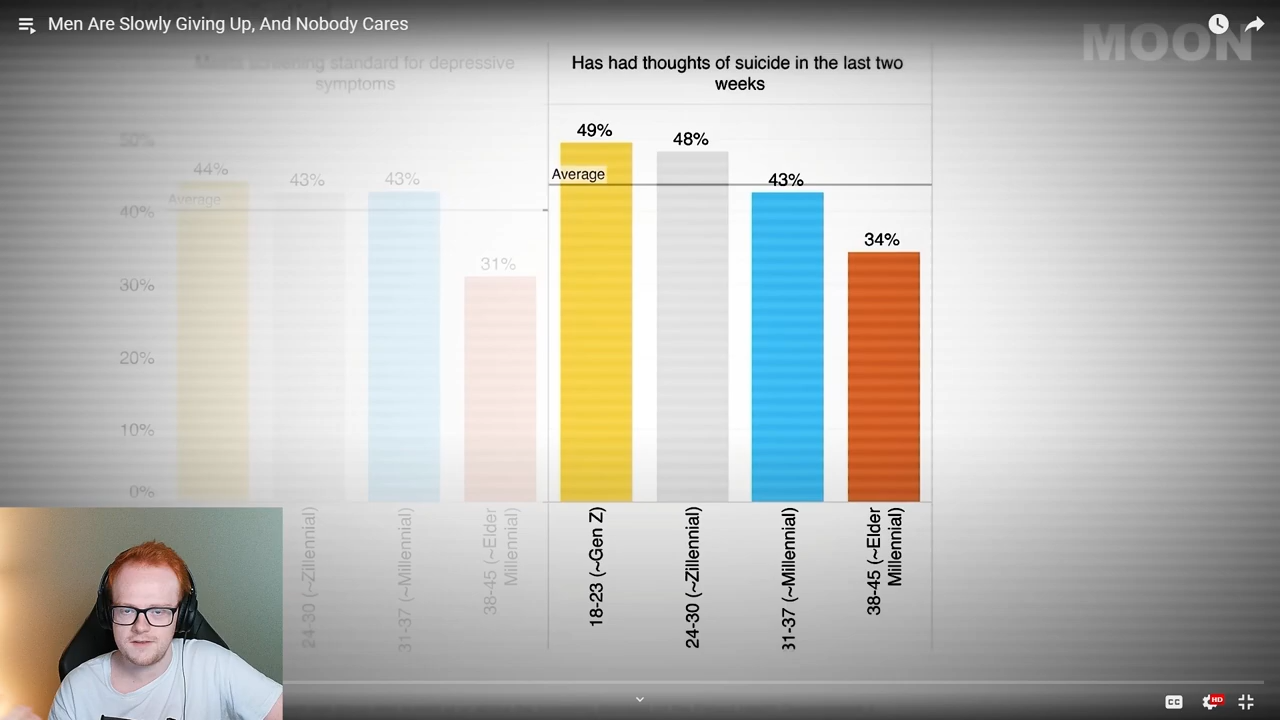 Men Are Slowly Giving Up, And Nobody Cares
MOON
Men's screening standard for depressive
symptoms
Has had thoughts of suicide in the last two
weeks
50%
40%
30%
20%
10%
0%
Average
44%
43%
43%
31%
Average
49%
48%
43%
34%
24-30 (~Zillennial)
31-37 (~Millennial)
38-45 (~Elder
Millennial)
18-23 (~Gen Z)
24-30 (~Zillennial)
31-37 (~Millennial)
38-45 (~Elder
Millennial)
CC
HD